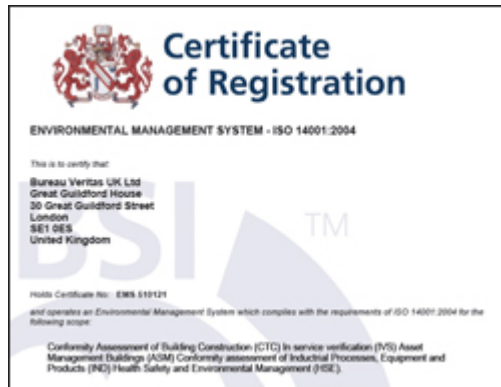 Certificate
of Registration
ENVIRONMENTAL MANAGEMENT SYSTEM - ISO 14001:2004
This is to certify that:
Bureau Veritas UK Ltd
Great Guildford House
30 Great Guildford Street
London
SE1 0ES
United Kingdom
BSI TM
Holds Certificate No: EMS 510121
and operates an Environmental Management System which complies with the requirements of ISO 14001:2004 for the
following scope:
Conformity Assessment of Building Construction (CTC) In service verification (IVS) Asset
Management Buildings (ASM) Conformity assessment of Industrial Processes, Equipment and
Products (IND) Health Safety and Environmental Management (HSE).